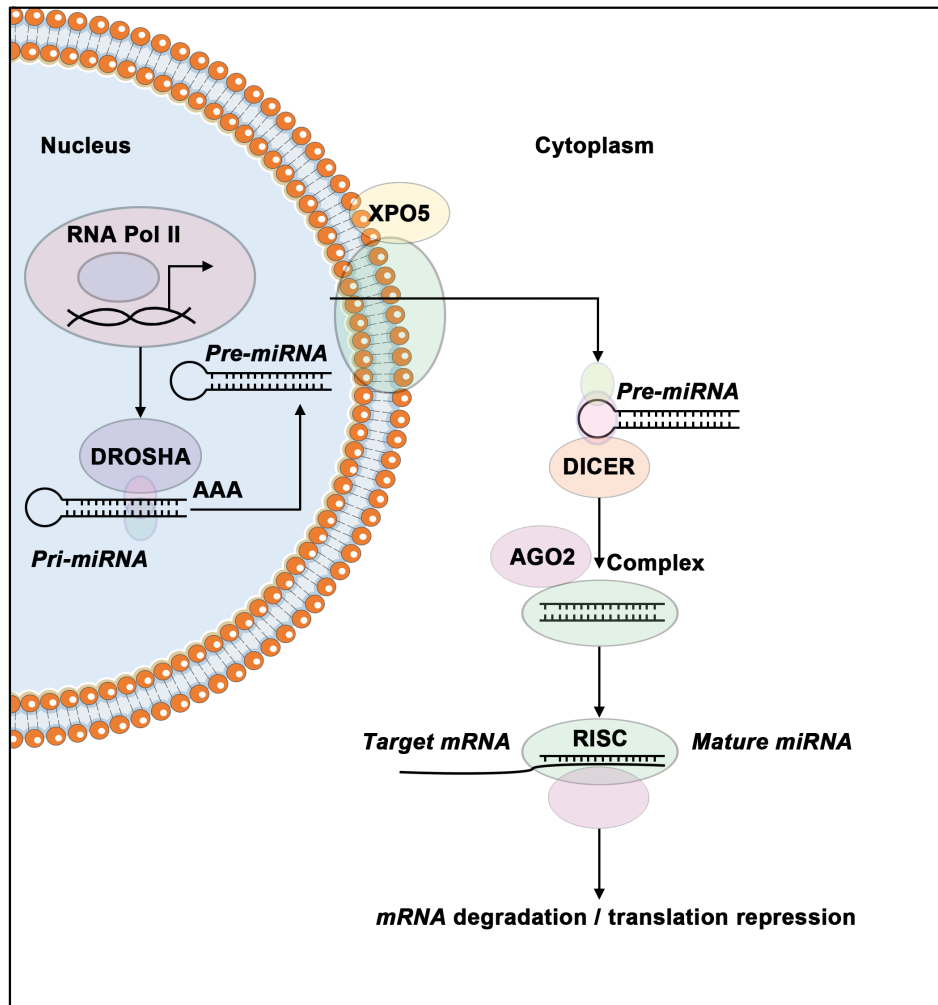 Nucleus
Cytoplasm
XPO5
RNA Pol II
Pre-miRNA
Pre-miRNA
DROSHA
DICER
AAA
Pri-miRNA
AGO2
Complex
Target mRNA
RISC
Mature miRNA
mRNA degradation / translation repression